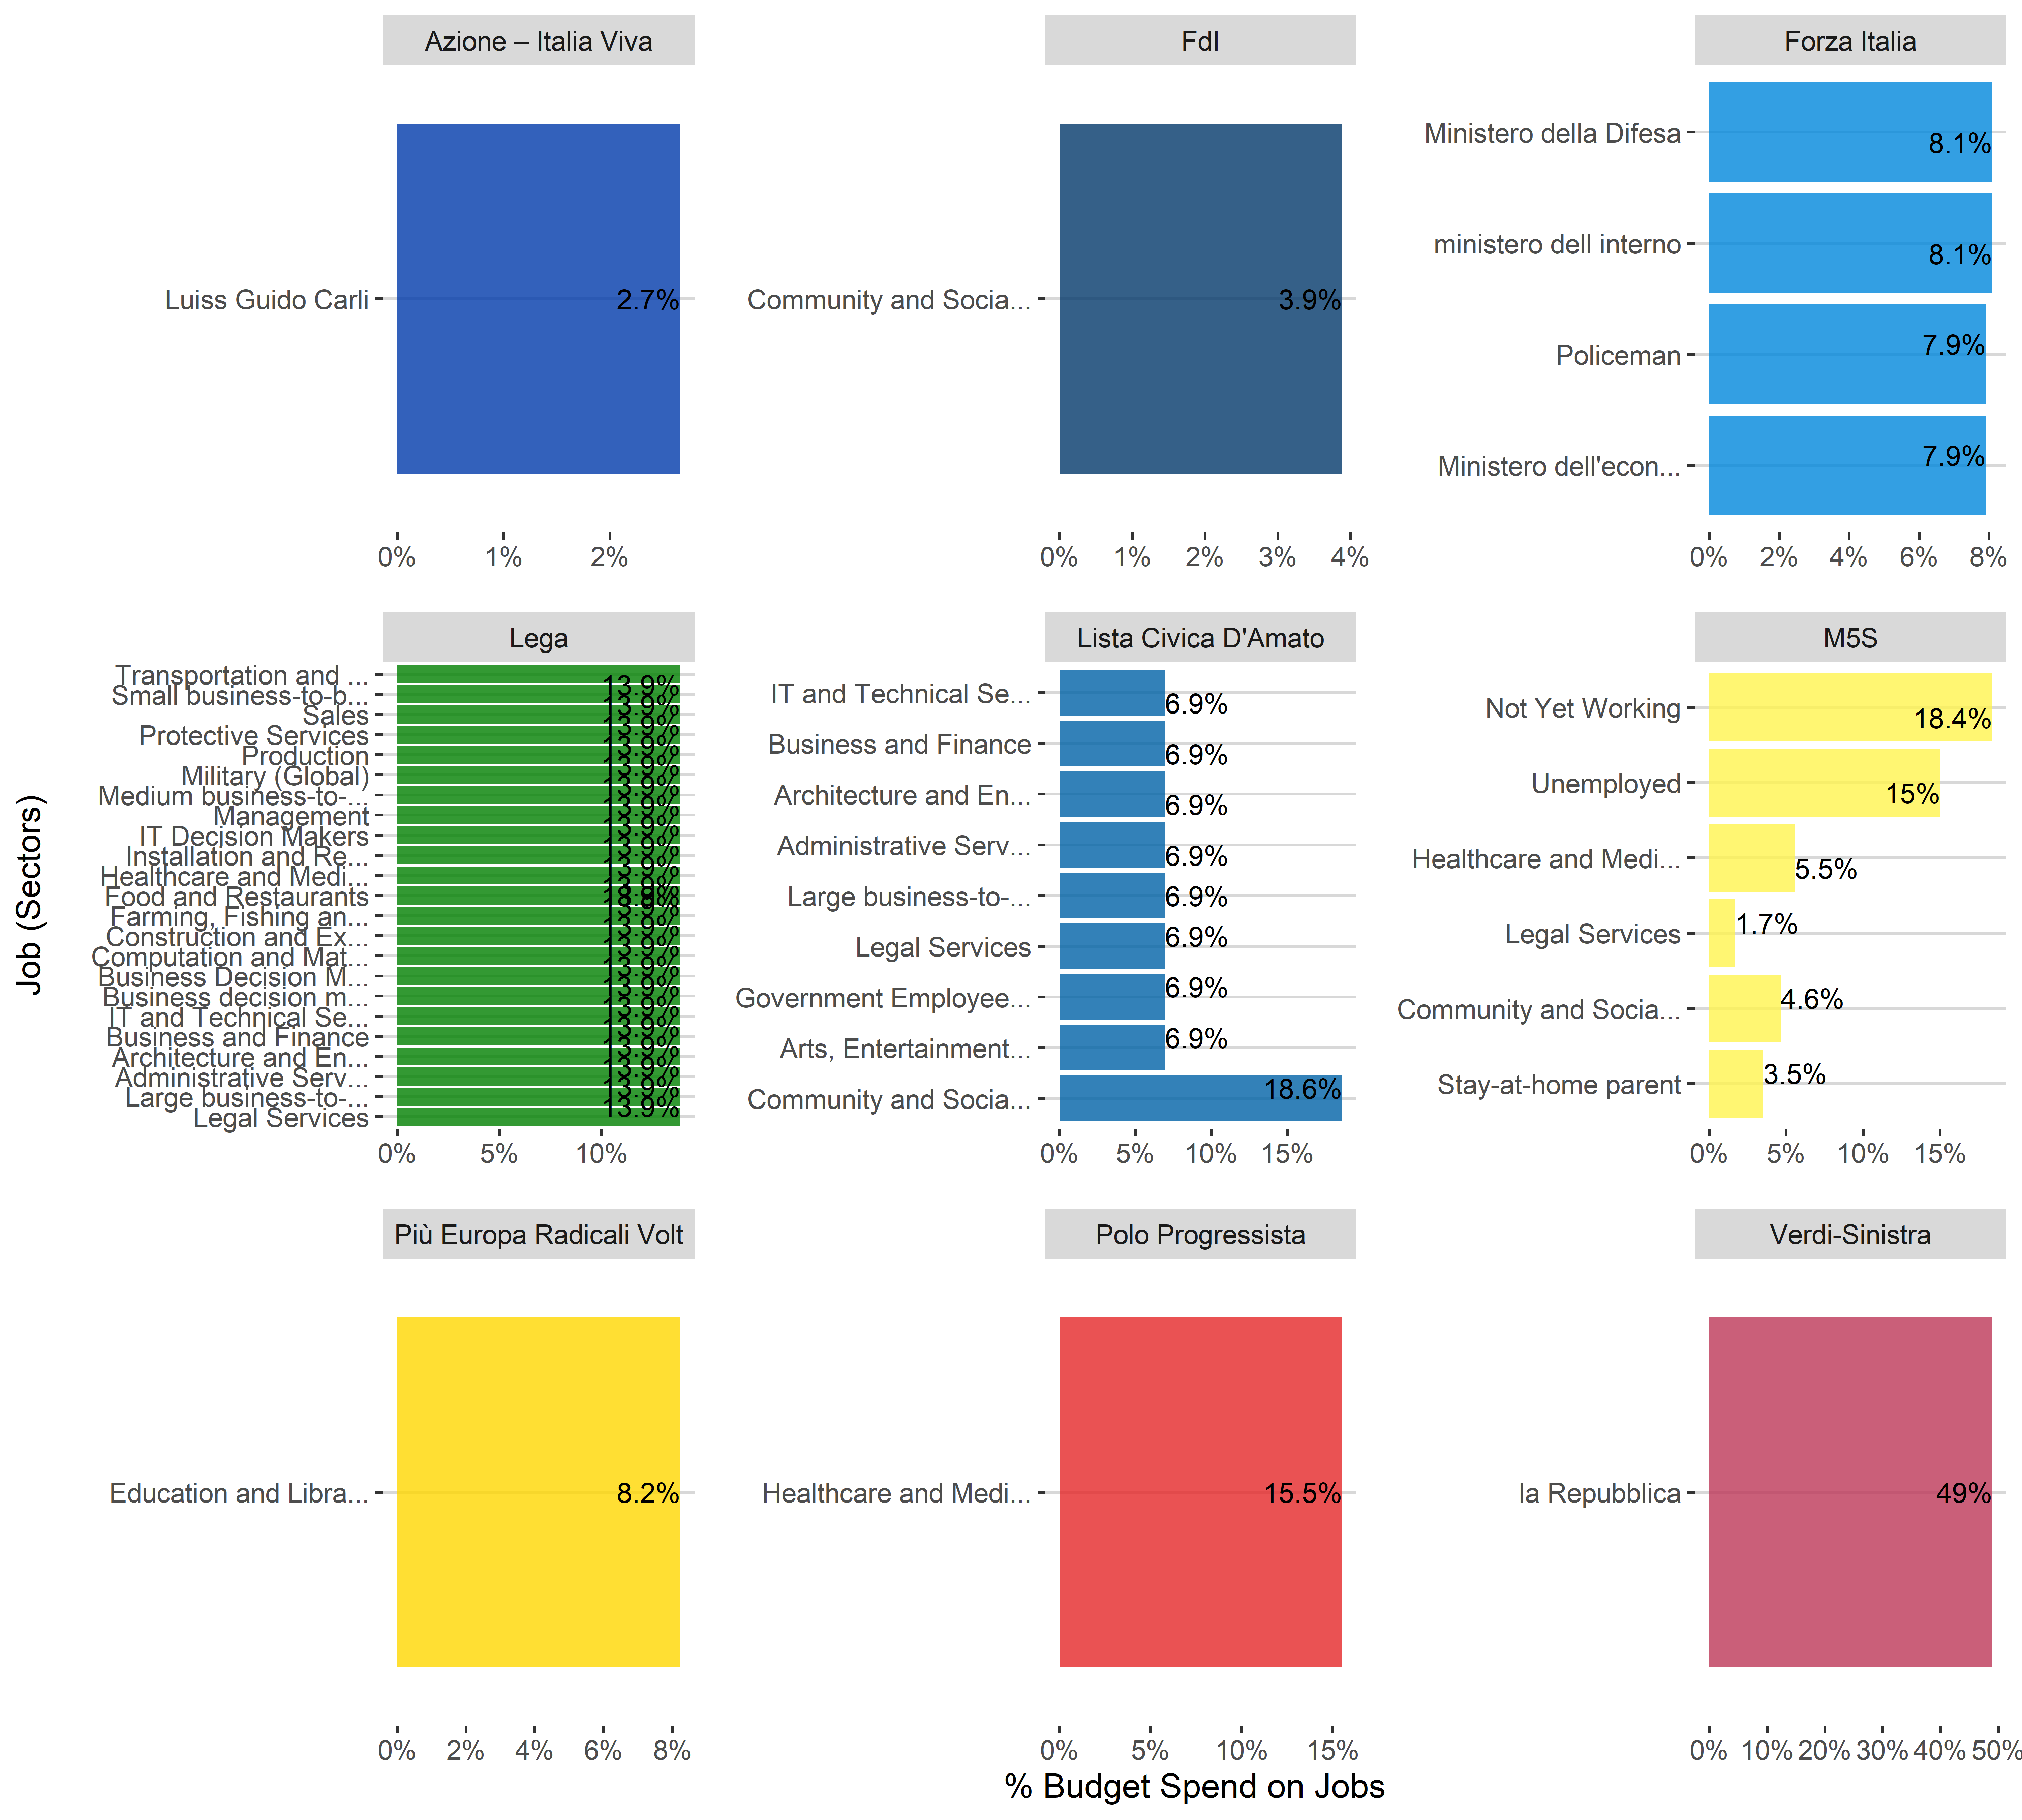 Azione – Italia Viva
Luiss Guido Carli
2.7%
0% 1% 2%
FdI
Community and Socia...
3.9%
0% 1% 2% 3% 4%
Forza Italia
Ministero della Difesa
8.1%
ministero dell interno
8.1%
Policeman
7.9%
Ministero dell'econ...
7.9%
0% 2% 4% 6% 8%
Job (Sectors)
Lega
Transportation and ...
13.9%
Small business-to-b...
Sales
Protective Services
Production
Military (Global)
Medium business-to-...
Management
IT Decision Makers
Installation and Re...
Healthcare and Medi...
Food and Restaurants
Farming, Fishing an...
Construction and Ex...
Computation and Mat...
Business Decision M...
Business decision m...
IT and Technical Se...
Business and Finance
Architecture and En...
Administrative Serv...
Large business-to-...
Legal Services
13.9%
0% 5% 10%
Lista Civica D'Amato
IT and Technical Se...
6.9%
Business and Finance
6.9%
Architecture and En...
6.9%
Administrative Serv...
6.9%
Large business-to-...
6.9%
Legal Services
6.9%
Government Employee...
6.9%
Arts, Entertainment...
6.9%
Community and Socia...
18.6%
0% 5% 10% 15%
M5S
Not Yet Working
18.4%
Unemployed
15%
Healthcare and Medi...
5.5%
Legal Services
1.7%
Community and Socia...
4.6%
Stay-at-home parent
3.5%
0% 5% 10% 15%
Più Europa Radicali Volt
Education and Libra...
8.2%
0% 2% 4% 6% 8%
Polo Progressista
Healthcare and Medi...
15.5%
0% 5% 10% 15%
Verdi-Sinistra
la Repubblica
49%
0% 10% 20% 30% 40% 50%
% Budget Spend on Jobs